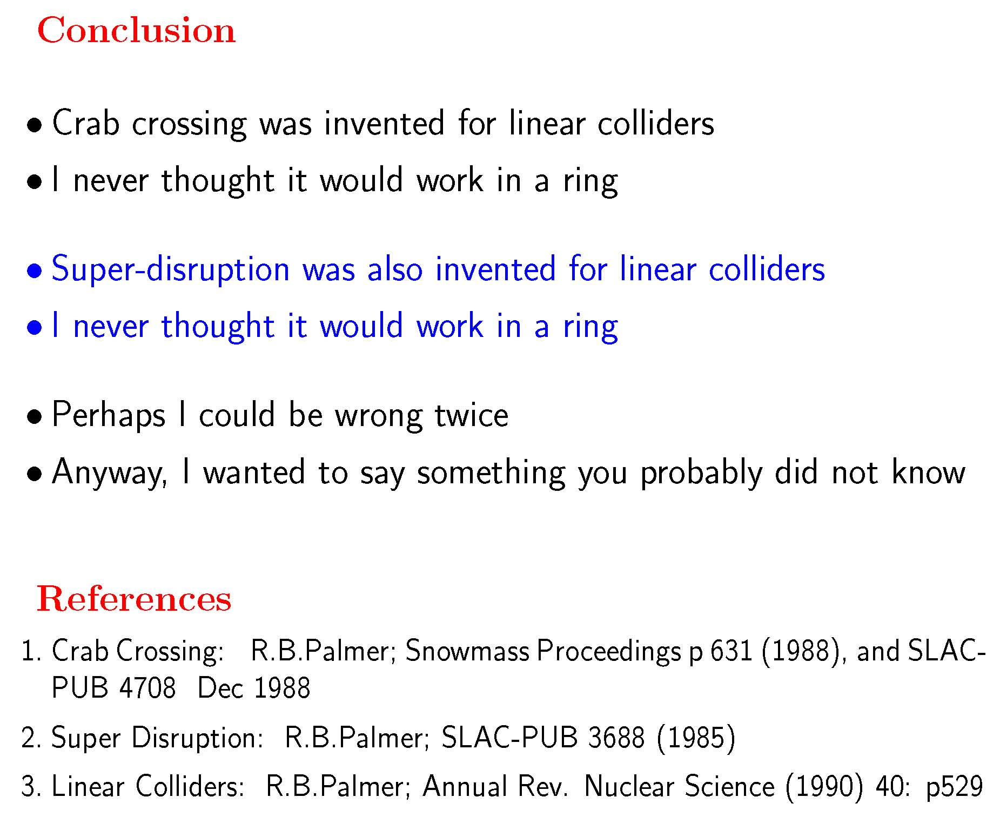 Conclusion
• Crab crossing was invented for linear colliders
• I never thought it would work in a ring
• Super-disruption was also invented for linear colliders
• I never thought it would work in a ring
• Perhaps I could be wrong twice
• Anyway, I wanted to say something you probably did not know
References
1. Crab Crossing: R.B.Palmer; Snowmass Proceedings p 631 (1988), and SLAC-
PUB 4708 Dec 1988
2. Super Disruption: R.B.Palmer; SLAC-PUB 3688 (1985)
3. Linear Colliders: R.B.Palmer; Annual Rev. Nuclear Science (1990) 40: p529